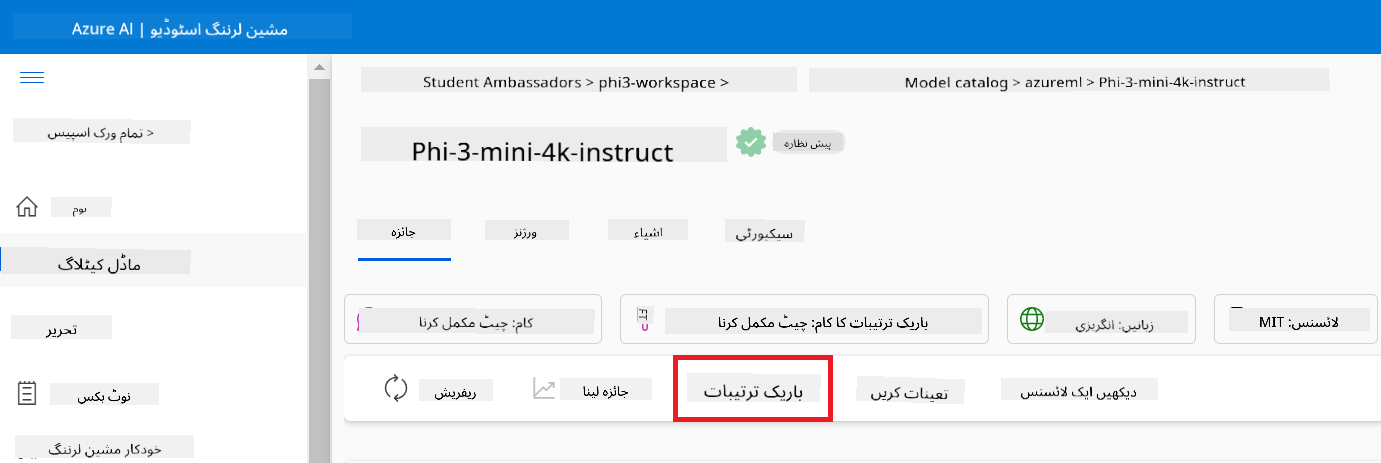 Azure AI | مشین لرننگ اسٹوڈیو
Student Ambassadors > phi3-workspace >
Model catalog > azureml > Phi-3-mini-4k-instruct
تمام ورک اسپیس >
Phi-3-mini-4k-instruct
پیش نظارہ
ہوم
جائزہ
ورژنز
اشیاء
سیکیورٹی
ماڈل کیٹلاگ
تحریر
کام: چیٹ مکمل کرنا
FT
باریک ترتیبات کا کام: چیٹ مکمل کرنا
زبانیں: انگریزی
لائسنس: MIT
ریفریش
جائزہ لینا
باریک ترتیبات
تعینات کریں
دیکھیں ایک لائسنس
نوٹ بکس
خودکار مشین لرننگ